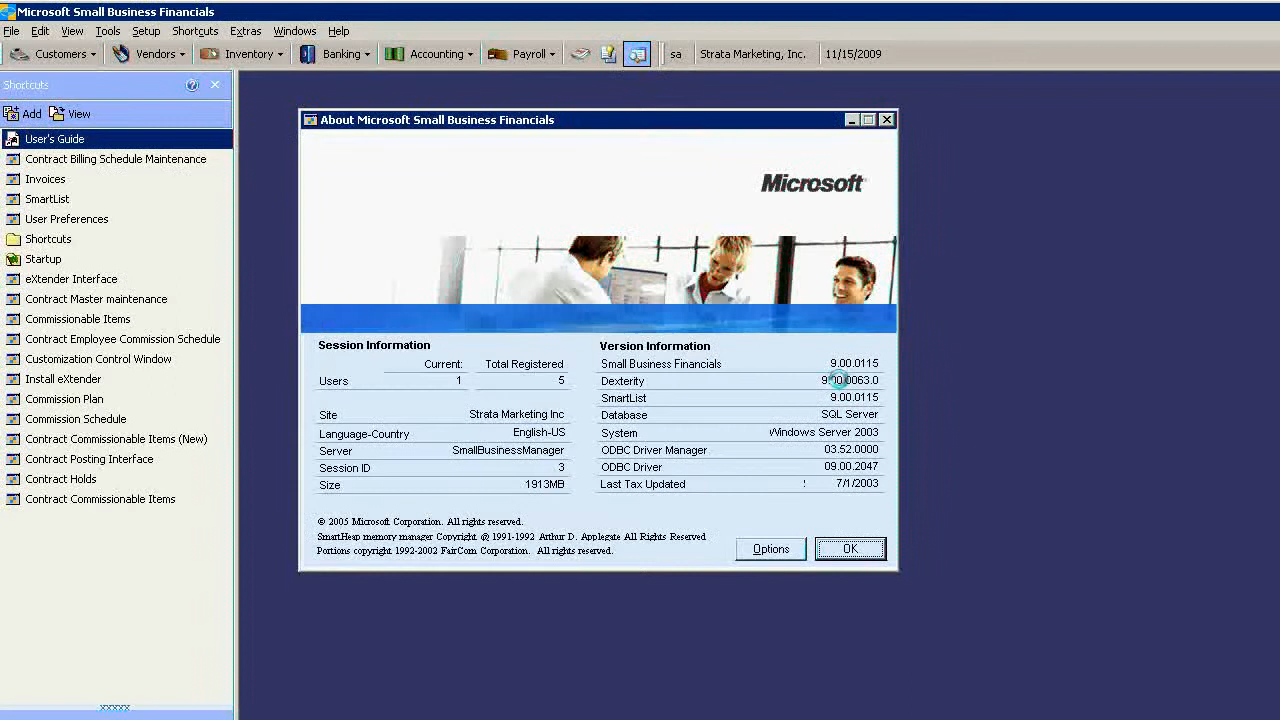 Microsoft Small Business Financials
File Edit View Tools Setup Shortcuts Extras Windows Help
Customers Vendors Inventory Banking Accounting Payroll sa Strata Marketing, Inc. 11/15/2009
Shortcuts
Add View
User's Guide
Contract Billing Schedule Maintenance
Invoices
SmartList
User Preferences
Shortcuts
Startup
eXtender Interface
Contract Master maintenance
Commissionable Items
Contract Employee Commission Schedule
Customization Control Window
Install eXtender
Commission Plan
Commission Schedule
Contract Commissionable Items (New)
Contract Posting Interface
Contract Holds
Contract Commissionable Items
About Microsoft Small Business Financials
Microsoft
Session Information
Current: Total Registered
Users 1 5
Site Strata Marketing Inc
Language-Country English-US
Server SmallBusinessManager
Session ID 3
Size 1913MB
Version Information
Small Business Financials 9.00.0115
Dexterity
SmartList 9.00.0115
Database SQL Server
System Windows Server 2003
ODBC Driver Manager 03.52.0000
ODBC Driver 09.00.2047
Last Tax Updated 7/1/2003
© 2005 Microsoft Corporation. All rights reserved.
SmartHeap memory manager Copyright @ 1991-1992 Arthur D. Applegate All Rights Reserved
Portions copyright 1992-2002 FairCom Corporation. All rights reserved.
Options OK